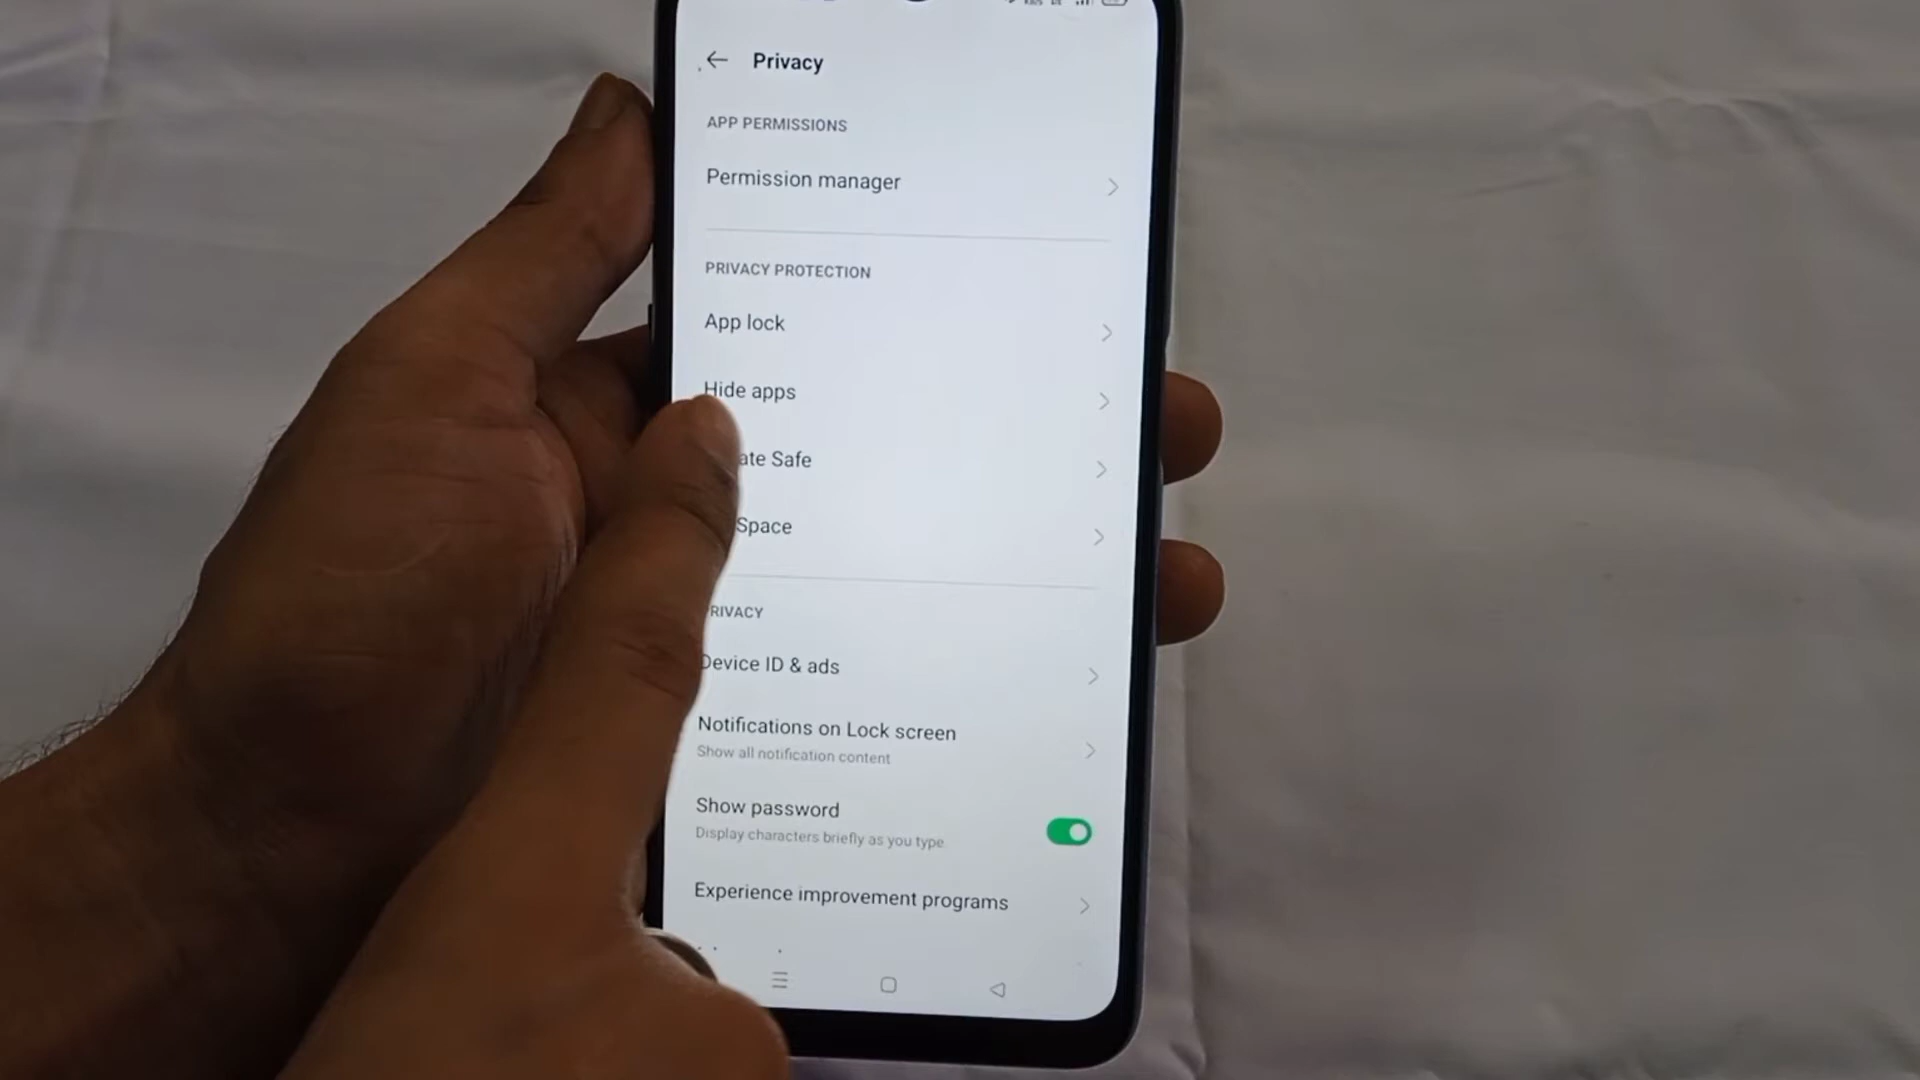 Privacy
APP PERMISSIONS
Permission manager
PRIVACY PROTECTION
App lock
Hide apps
ate Safe
Space
RIVACY
Device ID & ads
Notifications on Lock screen
Show all notification content
Show password
Display characters briefly as you type
Experience improvement programs